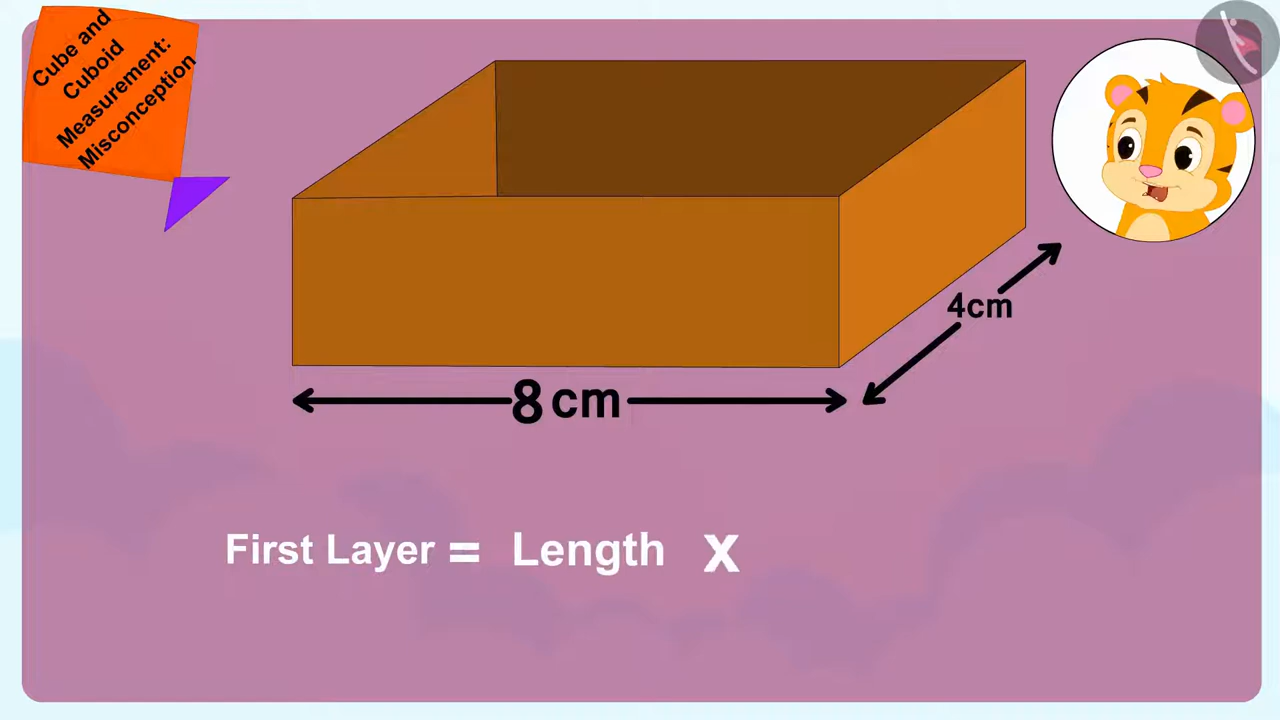 Cube and
Cuboid
Measurement:
Misconception
4cm
8 cm
First Layer = Length x